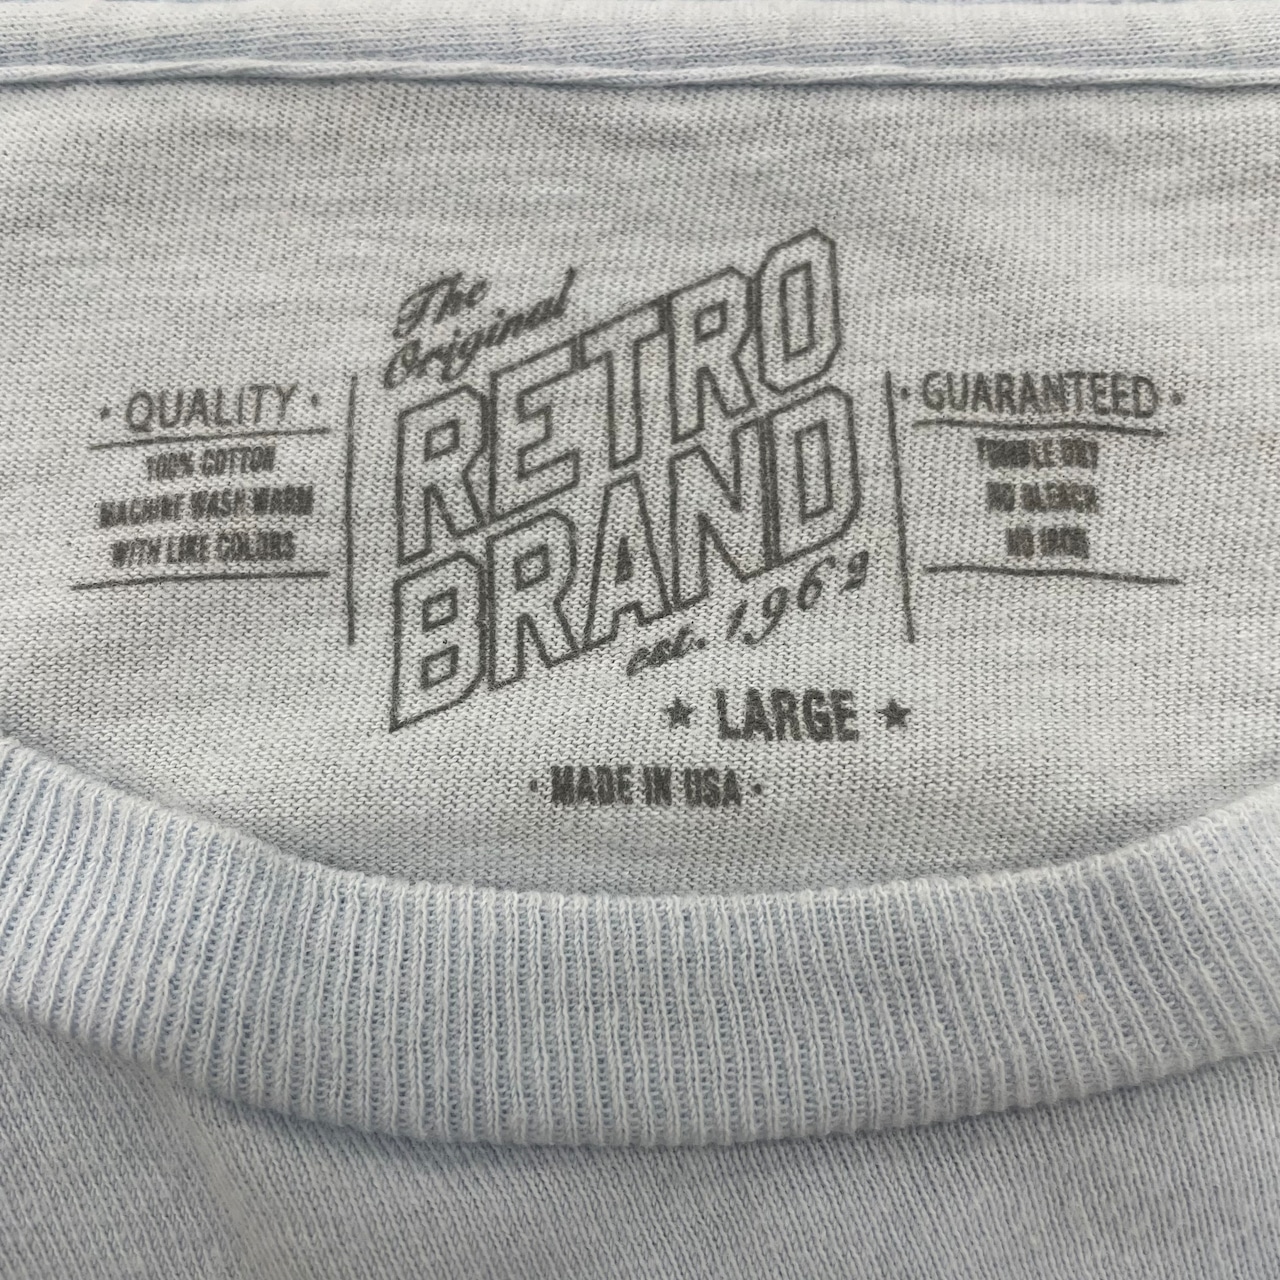 The
Original
RETRO
BRAND
est. 1969
· QUALITY ·
100% COTTON
MACHINE WASH WARM
WITH LIKE COLORS
· GUARANTEED ·
TUMBLE DRY
NO BLEACH
NO IRON
★ LARGE ★
· MADE IN USA ·